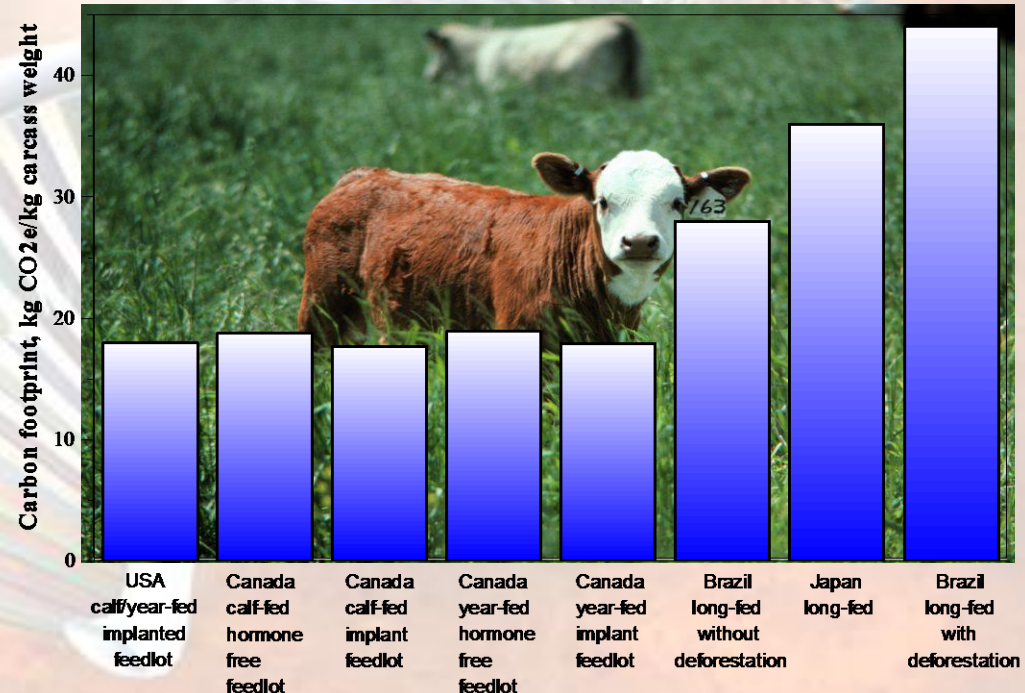 Carbon footprint, kg CO2e/kg carcass weight
40
30
20
10
0
163
USA
calf/year-fed
implanted
feedlot
Canada
calf-fed
hormone
free
feedlot
Canada
calf-fed
implant
feedlot
Canada
year-fed
hormone
free
feedlot
Canada
year-fed
implant
feedlot
Brazil
long-fed
without
deforestation
Japan
long-fed
Brazil
long-fed
with
deforestation